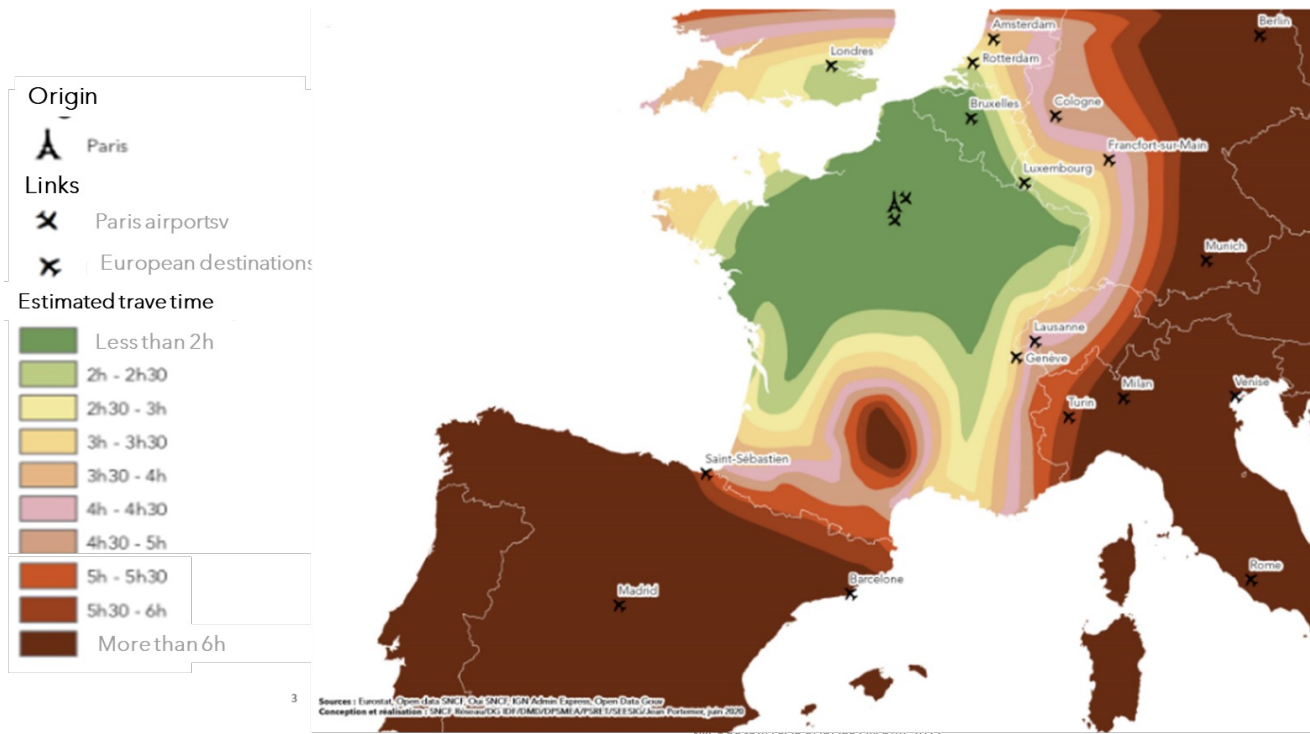 Origin
Paris
Links
Paris airportsv
European destinations
Estimated trave time
Less than 2h
2h - 2h30
2h30 - 3h
3h - 3h30
3h30 - 4h
4h - 4h30
4h30 - 5h
5h - 5h30
5h30 - 6h
More than 6h
3
Amsterdam
Berlin
Londres
Rotterdam
Bruxelles
Cologne
Francfort-sur-Main
Luxembourg
Munich
Lausanne
Genève
Milan
Venise
Turin
Saint-Sébastien
Madrid
Barcelone
Rome
Sources : Eurostat, Open data SNCF, Oui SNCF, IGN Admin Express, Open Data Gouv
Conception et réalisation : SNCF Réseau/DG IDF/DMD/DPSMEA/PSRET/SEESIG/Jean Portemer, juin 2020